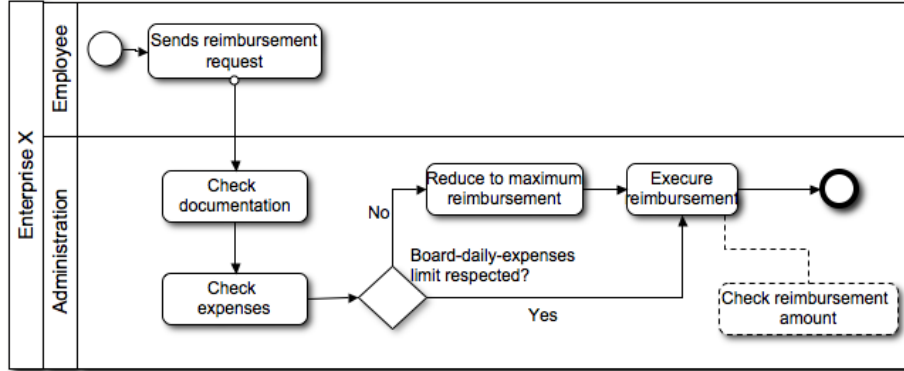 Enterprise X
Employee
Sends reimbursement
request
Administration
Check
documentation
Check
expenses
No
Reduce to maximum
reimbursement
Board-daily-expenses
limit respected?
Yes
Execure
reimbursement
Check reimbursement
amount